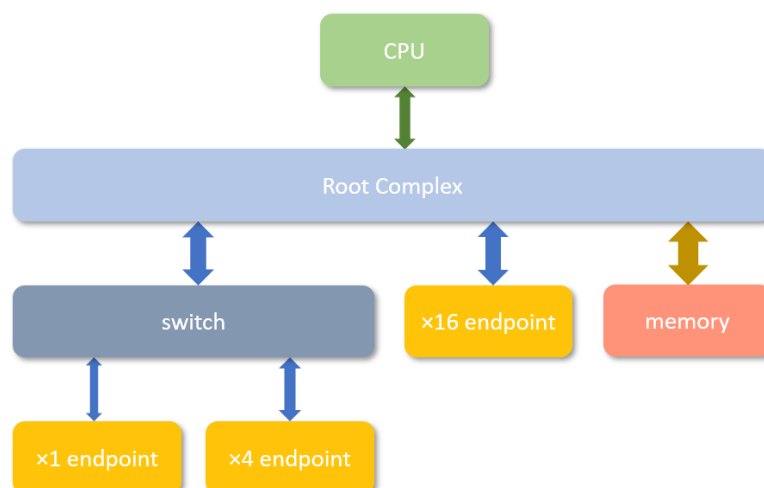 CPU
Root Complex
switch
×16 endpoint
memory
×1 endpoint
×4 endpoint